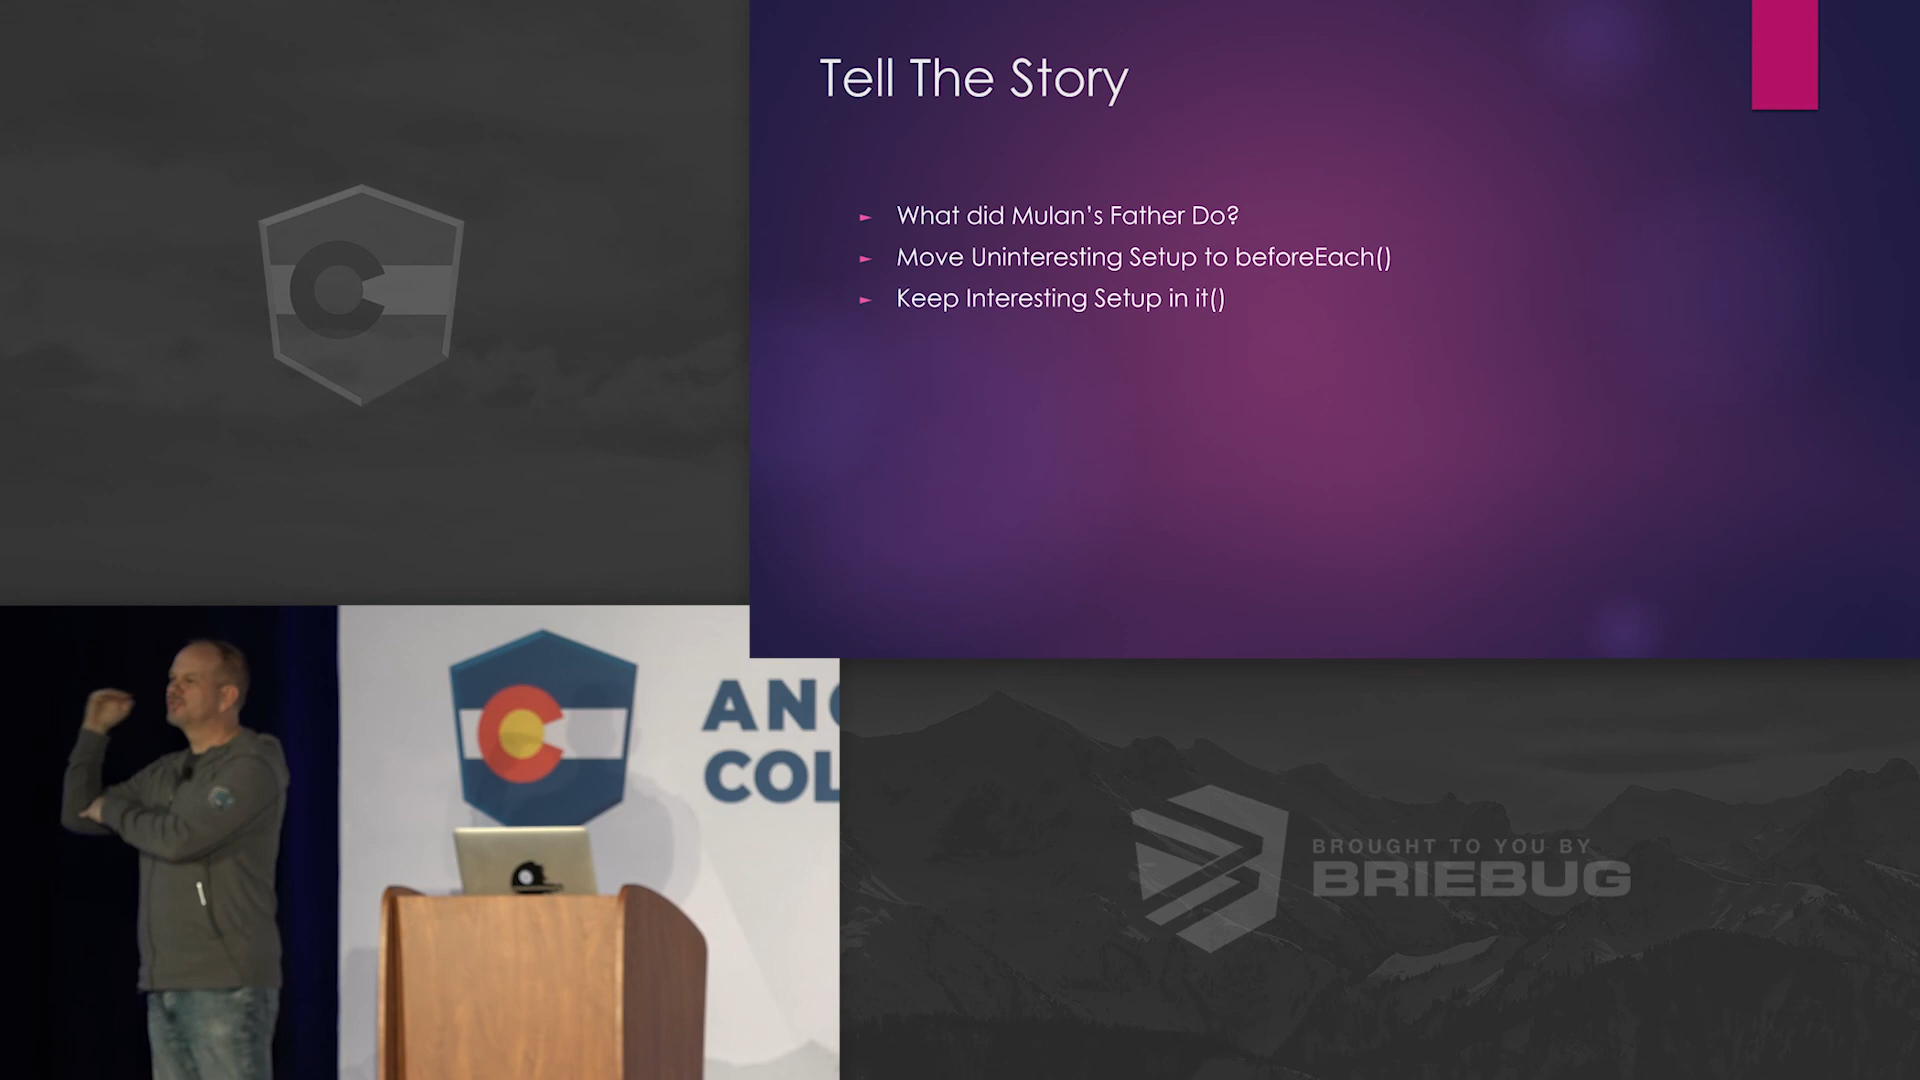 Tell The Story
What did Mulan's Father Do?
Move Uninteresting Setup to beforeEach()
Keep Interesting Setup in it()
COL
BROUGHT TO YOU BY
BRIEBUG